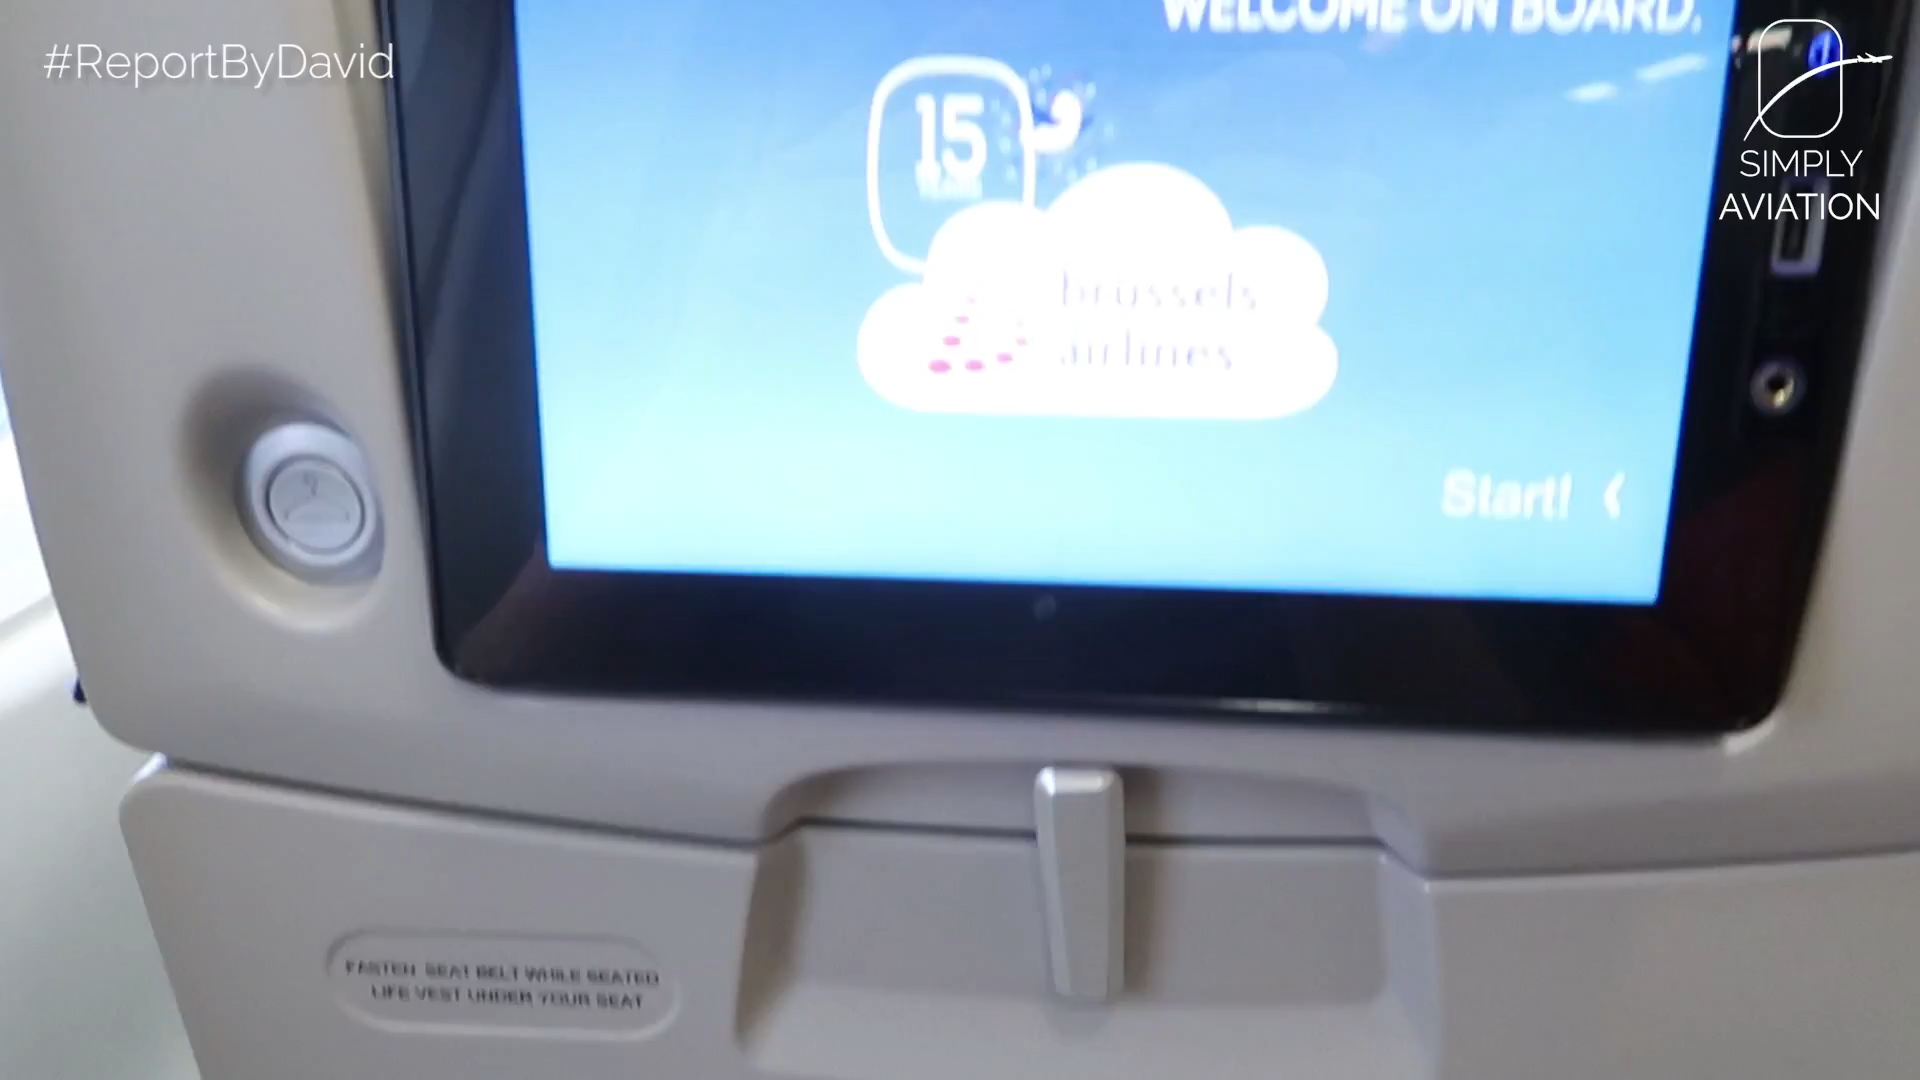 #ReportByDavid
WELCOME ON BOARD.
15
YEARS
brussels
airlines
Start!
SIMPLY
AVIATION
FASTEN SEAT BELT WHILE SEATED
LIFE VEST UNDER YOUR SEAT